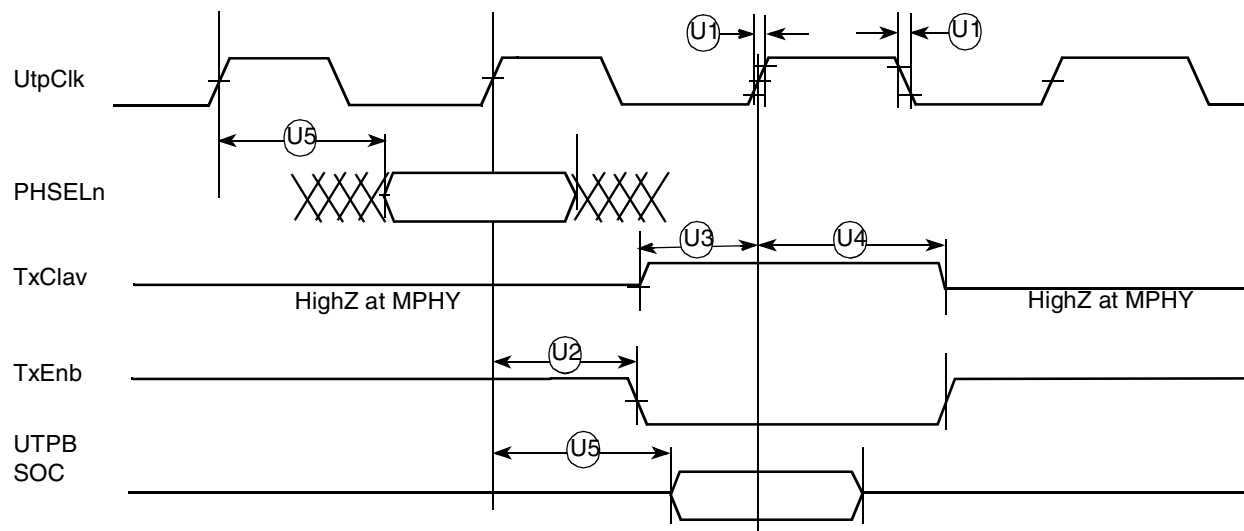 U1
U1
UtpClk
U5
PHSELn
U3
U4
TxClav
HighZ at MPHY
HighZ at MPHY
U2
TxEnb
UTPB
SOC
U5